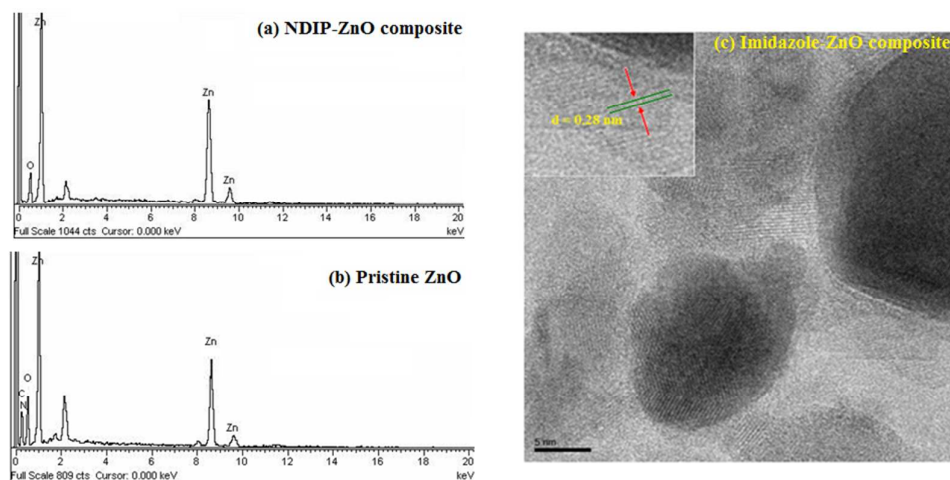 (a) NDIP-ZnO composite
Zn
Zn
O
Zn
0 2 4 6 8 10 12 14 16 18 20
Full Scale 1044 cts Cursor: 0.000 keV
keV
(b) Pristine ZnO
Zn
Zn
O
C
N
Zn
0 2 4 6 8 10 12 14 16 18 20
Full Scale 809 cts Cursor: 0.000 keV
keV
(c) Imidazole-ZnO composite
d = 0.28 nm
5 nm